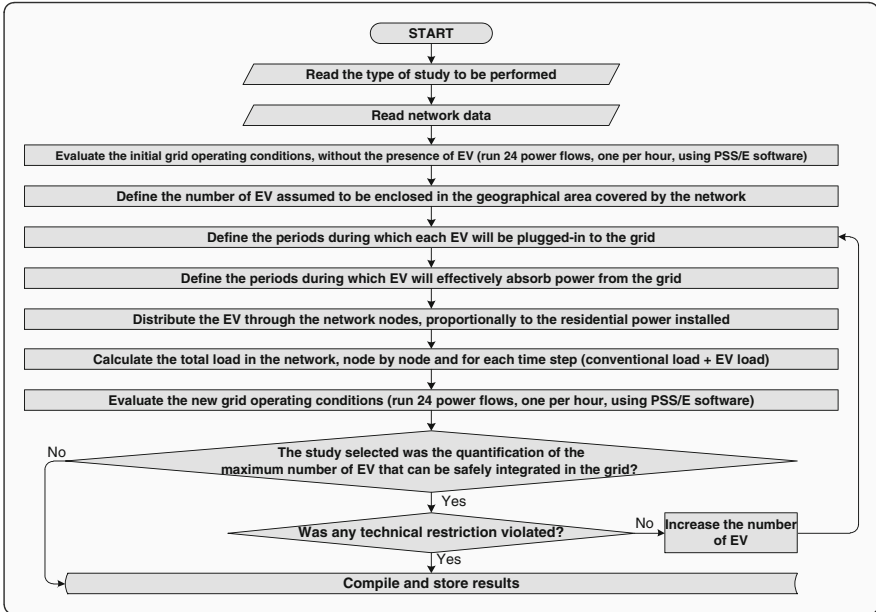 START
Read the type of study to be performed
Read network data
Evaluate the initial grid operating conditions, without the presence of EV (run 24 power flows, one per hour, using PSS/E software)
Define the number of EV assumed to be enclosed in the geographical area covered by the network
Define the periods during which each EV will be plugged-in to the grid
Define the periods during which EV will effectively absorb power from the grid
Distribute the EV through the network nodes, proportionally to the residential power installed
Calculate the total load in the network, node by node and for each time step (conventional load + EV load)
Evaluate the new grid operating conditions (run 24 power flows, one per hour, using PSS/E software)
No
The study selected was the quantification of the
maximum number of EV that can be safely integrated in the grid?
Yes
Was any technical restriction violated?
No
Increase the number
of EV
Yes
Compile and store results